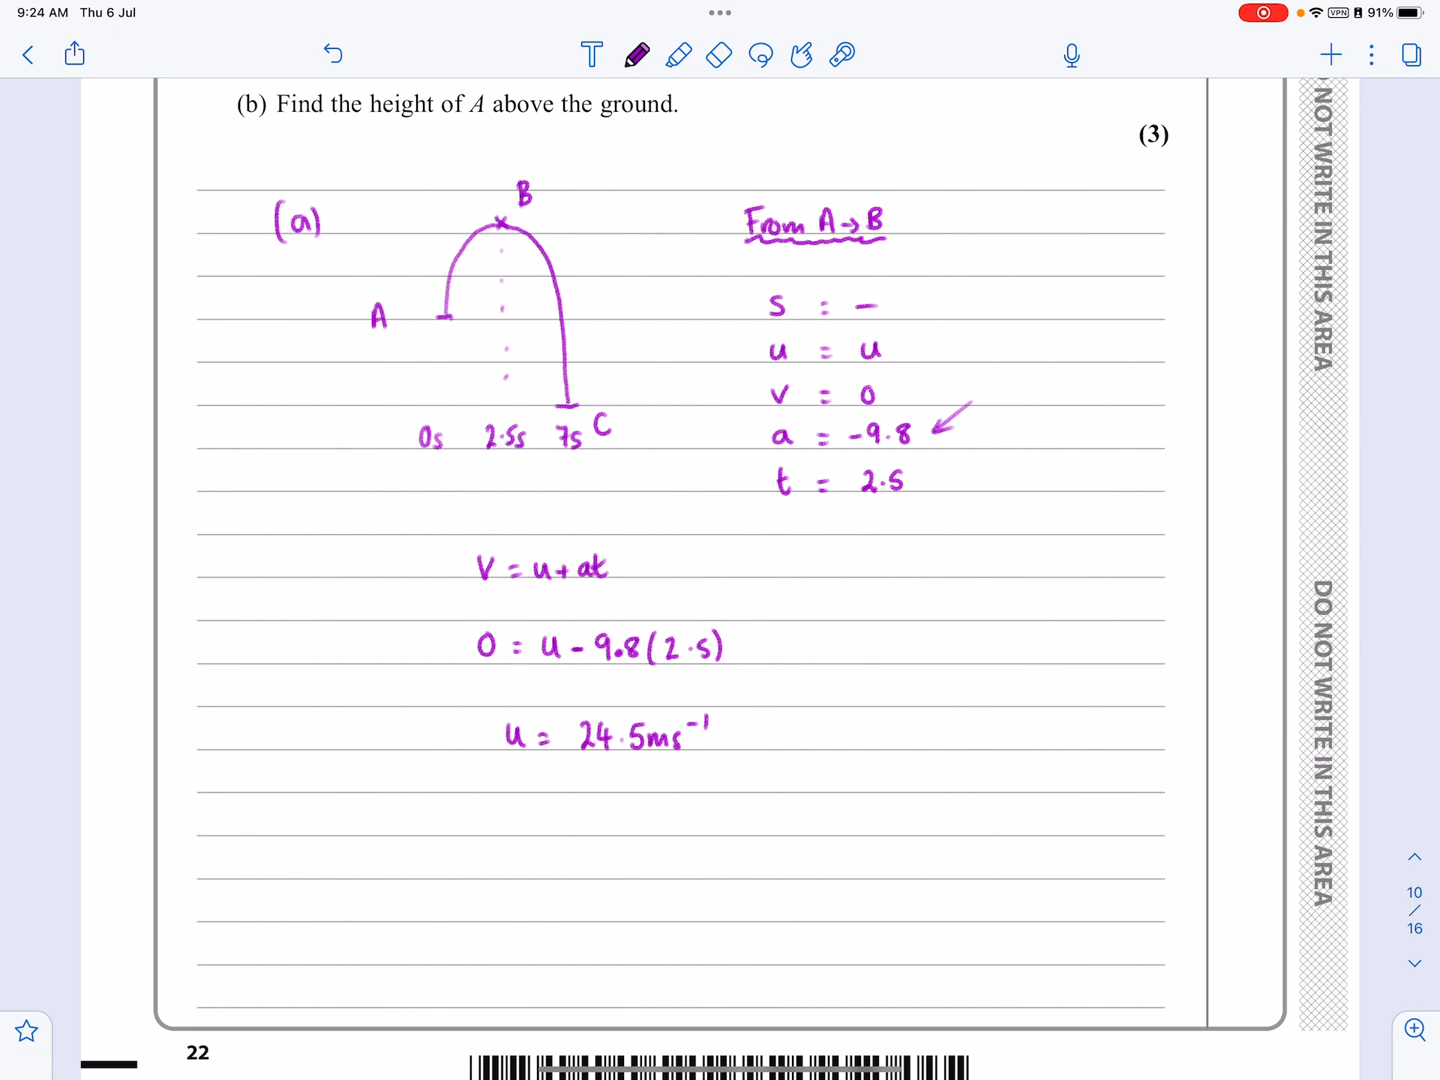 9:24 AM Thu 6 Jul
VPN 91%
(b) Find the height of A above the ground.
(3)
(a)
B
A
0s 2.5s 7s C
From A→B
s : –
u = u
v = 0
a = -9.8
t = 2.5
V = u + at
0 = u - 9.8(2.5)
u = 24.5ms⁻¹
NOT WRITE IN THIS AREA
DO NOT WRITE IN THIS AREA
10
/
16
22